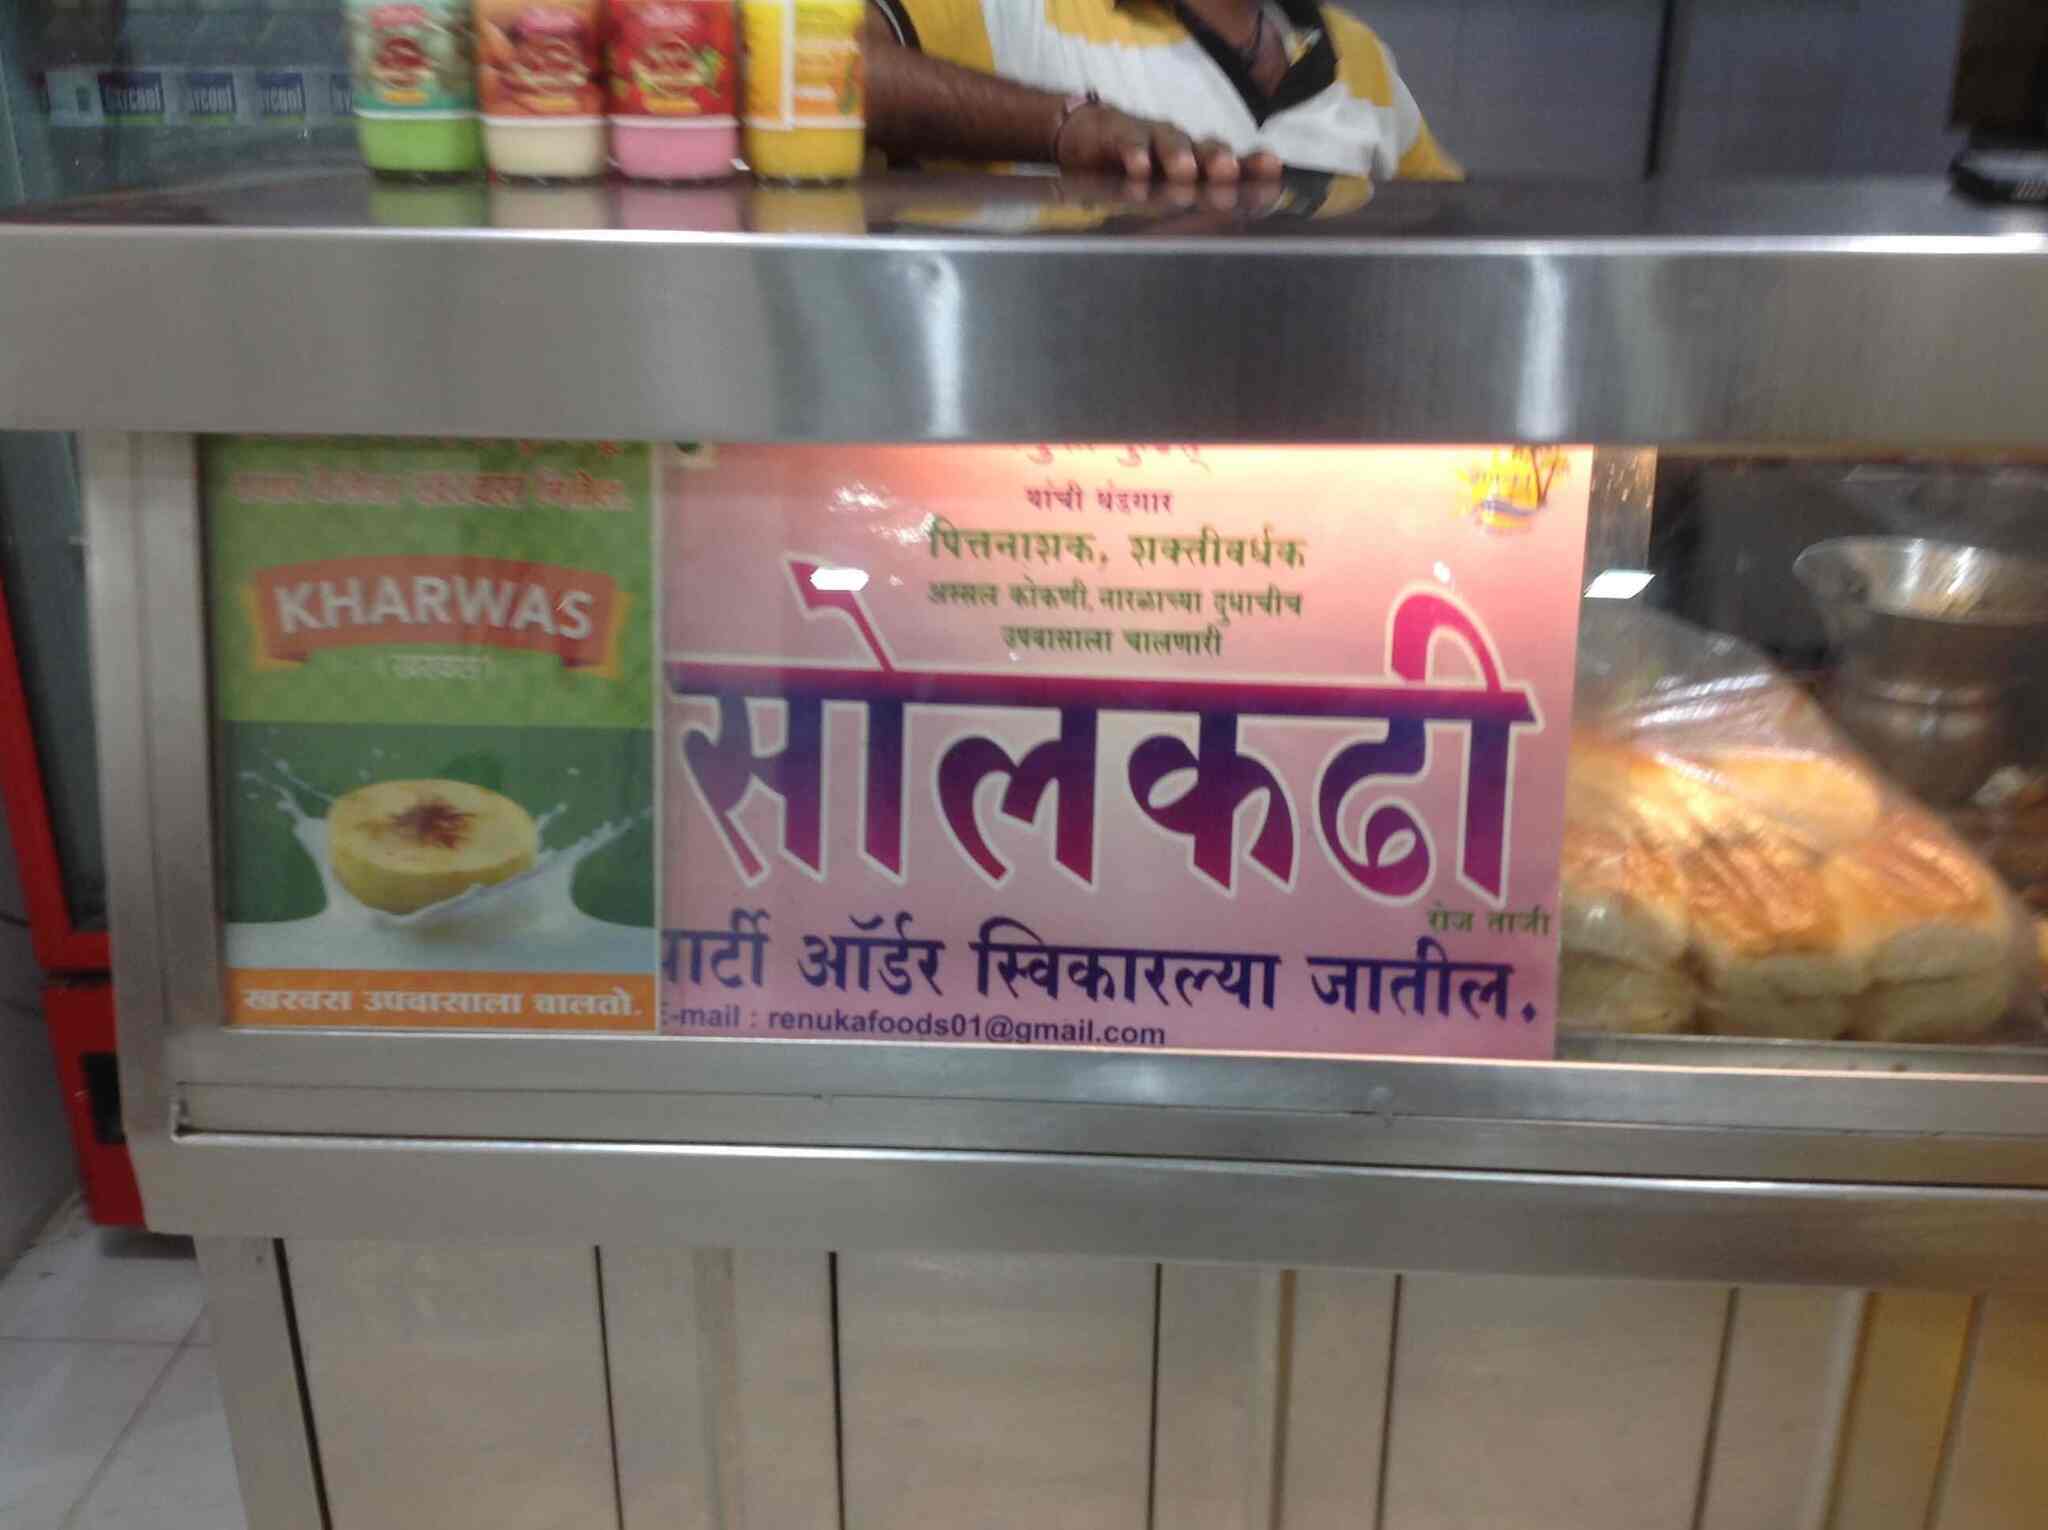 KHARWAS
खरवस उपवासाला चालतो.
यांची थंडगार
पित्तनाशक, शक्तीवर्धक
अस्सल कोकणी, नारळाच्या दुधाचीच
उपवासाला चालणारी
सोलकढी
रोज ताजी
पार्टी ऑर्डर स्विकारल्या जातील.
E-mail : renukafoods01@gmail.com